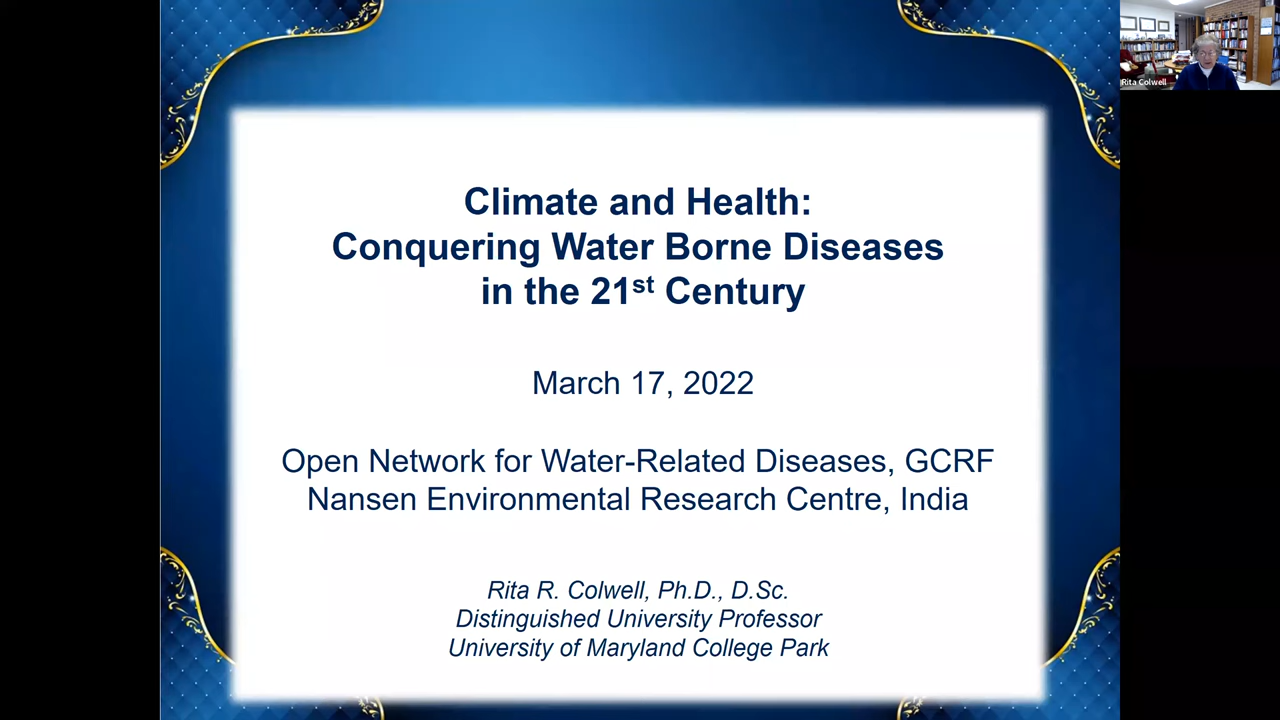 Climate and Health:
Conquering Water Borne Diseases
in the 21st Century
March 17, 2022
Open Network for Water-Related Diseases, GCRF
Nansen Environmental Research Centre, India
Rita R. Colwell, Ph.D., D.Sc.
Distinguished University Professor
University of Maryland College Park
Rita Colwell